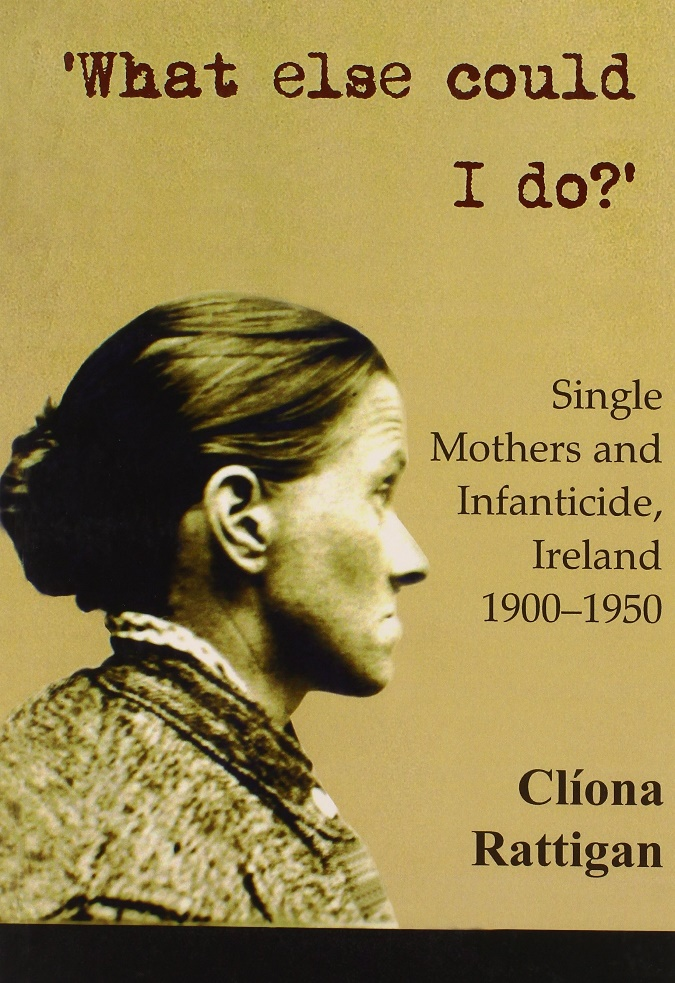 'What else could
I do?'
Single
Mothers and
Infanticide,
Ireland
1900–1950
Clíona
Rattigan